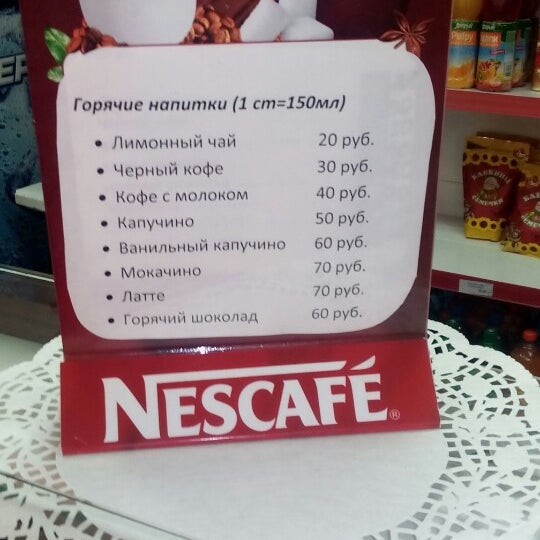 Горячие напитки (1 ст=150мл)
• Лимонный чай 20 руб.
• Черный кофе 30 руб.
• Кофе с молоком 40 руб.
• Капучино 50 руб.
• Ванильный капучино 60 руб.
• Мокачино 70 руб.
• Латте 70 руб.
• Горячий шоколад 60 руб.
NESCAFÉ®